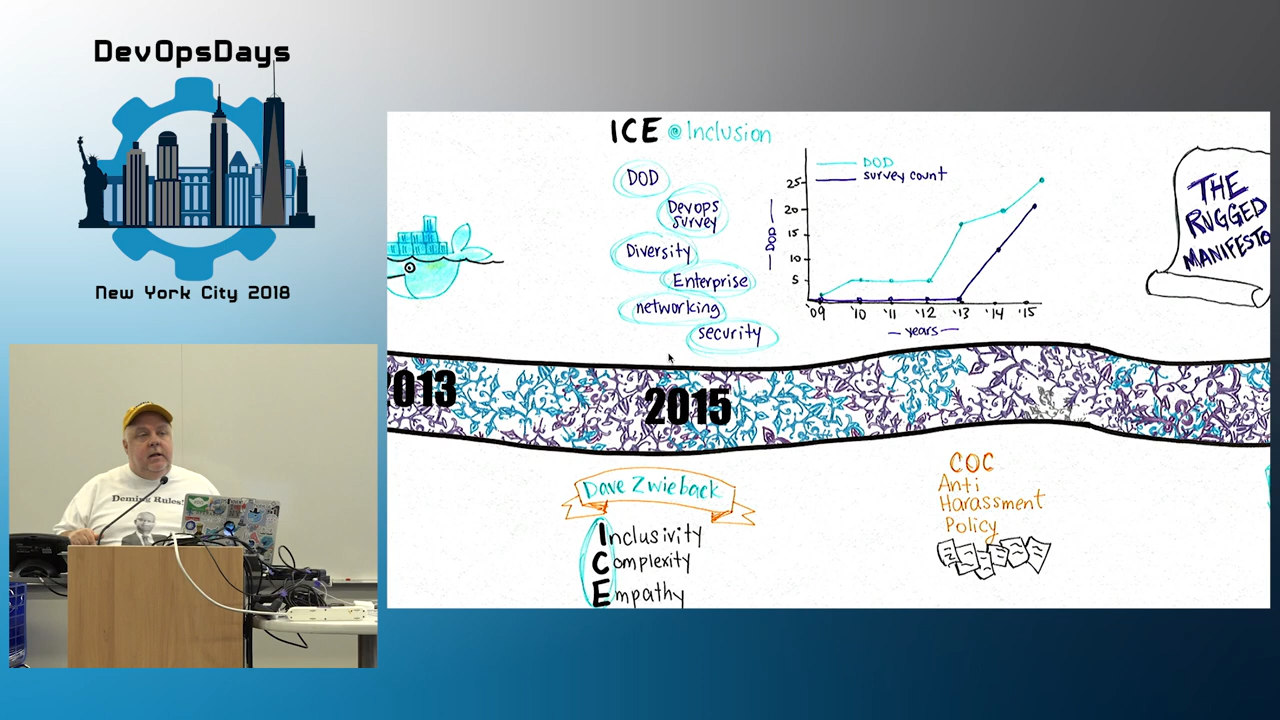 DevOpsDays
New York City 2018
Deming Rules!
ICE @ Inclusion
DOD
Devops
survey
Diversity
Enterprise
networking
security
DOD
survey count
DOD
25
20
15
10
5
'09
'10
'11
'12
'13
'14
'15
years
THE
RUGGED
MANIFESTO
2013
2015
Dave Zwieback
Inclusivity
Complexity
Empathy
COC
Anti
Harassment
Policy